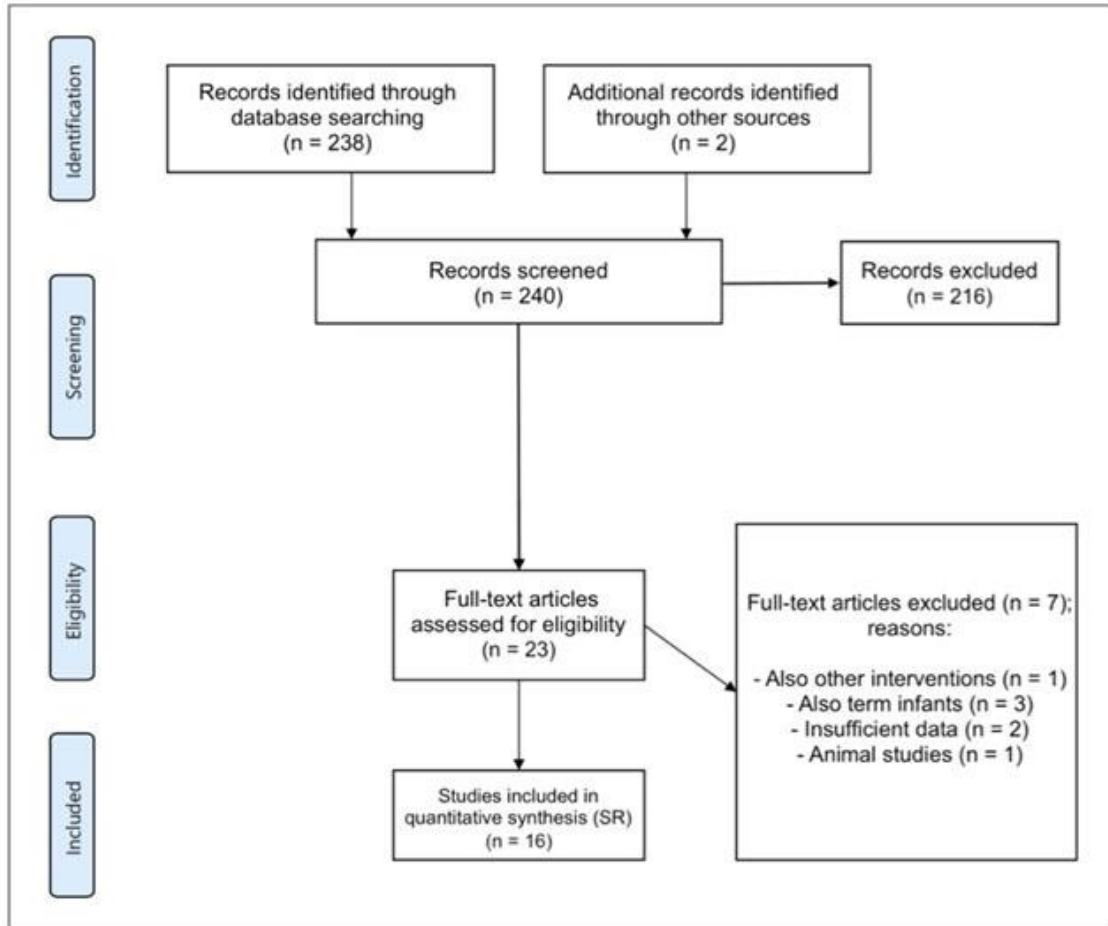 Identification
Records identified through
database searching
(n = 238)
Additional records identified
through other sources
(n = 2)
Screening
Records screened
(n = 240)
Records excluded
(n = 216)
Eligibility
Full-text articles
assessed for eligibility
(n = 23)
Full-text articles excluded (n = 7);
reasons:
- Also other interventions (n = 1)
- Also term infants (n = 3)
- Insufficient data (n = 2)
- Animal studies (n = 1)
Included
Studies included in
quantitative synthesis (SR)
(n = 16)